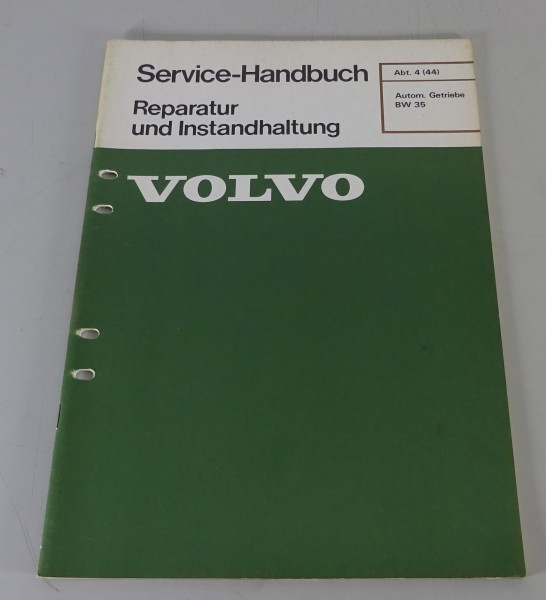 Service-Handbuch
Reparatur
und Instandhaltung
Abt. 4 (44)
Autom. Getriebe
BW 35
VOLVO